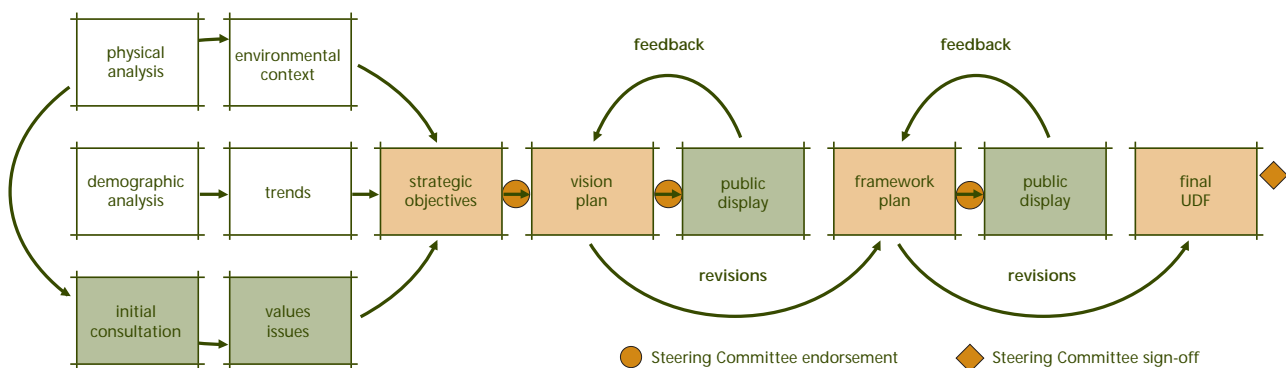 feedback
feedback
physical
analysis
environmental
context
demographic
analysis
trends
strategic
objectives
vision
plan
public
display
framework
plan
public
display
final
UDF
revisions
revisions
initial
consultation
values
issues
Steering Committee endorsement
Steering Committee sign-off